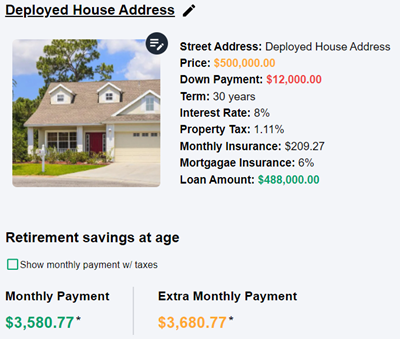 Deployed House Address
Street Address: Deployed House Address
Price: $500,000.00
Down Payment: $12,000.00
Term: 30 years
Interest Rate: 8%
Property Tax: 1.11%
Monthly Insurance: $209.27
Mortgagae Insurance: 6%
Loan Amount: $488,000.00
Retirement savings at age
Show monthly payment w/ taxes
Monthly Payment
$3,580.77*
Extra Monthly Payment
$3,680.77*